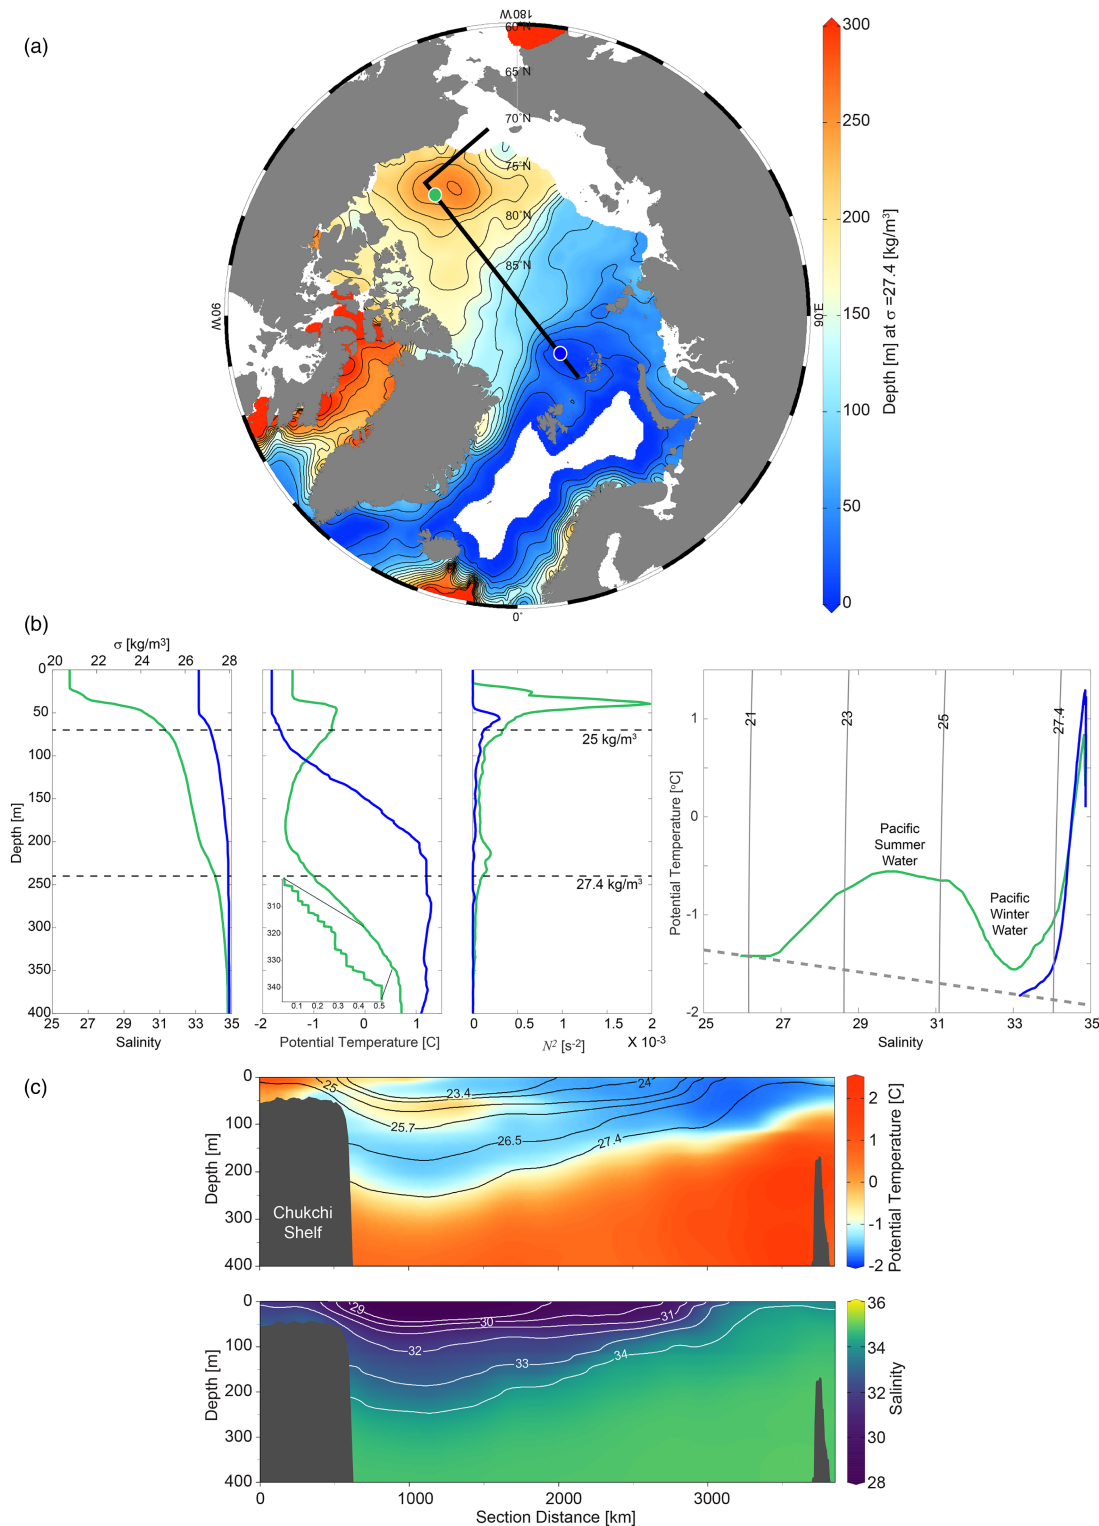 (a)
180°W
60°N
65°N
70°N
75°N
80°N
85°N
90°W
90°E
0°
300
250
200
150
100
50
0
Depth [m] at σ =27.4 [kg/m³]
(b)
σ [kg/m³]
20 22 24 26 28
0
50
100
150
200
250
300
350
400
Depth [m]
25 27 29 31 33 35
Salinity
310
320
330
340
0.1 0.2 0.3 0.4 0.5
-2 -1 0 1
Potential Temperature [C]
25 kg/m³
27.4 kg/m³
0 0.5 1 1.5 2
N² [s⁻²]
X 10⁻³
1
0
-1
-2
Potential Temperature [°C]
21
23
25
27.4
Pacific
Summer
Water
Pacific
Winter
Water
25 27 29 31 33 35
Salinity
(c)
0
100
200
300
400
Depth [m]
25
23.4
24
25.7
26.5
27.4
Chukchi
Shelf
2
1
0
-1
-2
Potential Temperature [C]
0
100
200
300
400
Depth [m]
29
30
31
32
33
34
36
34
32
30
28
Salinity
0 1000 2000 3000
Section Distance [km]